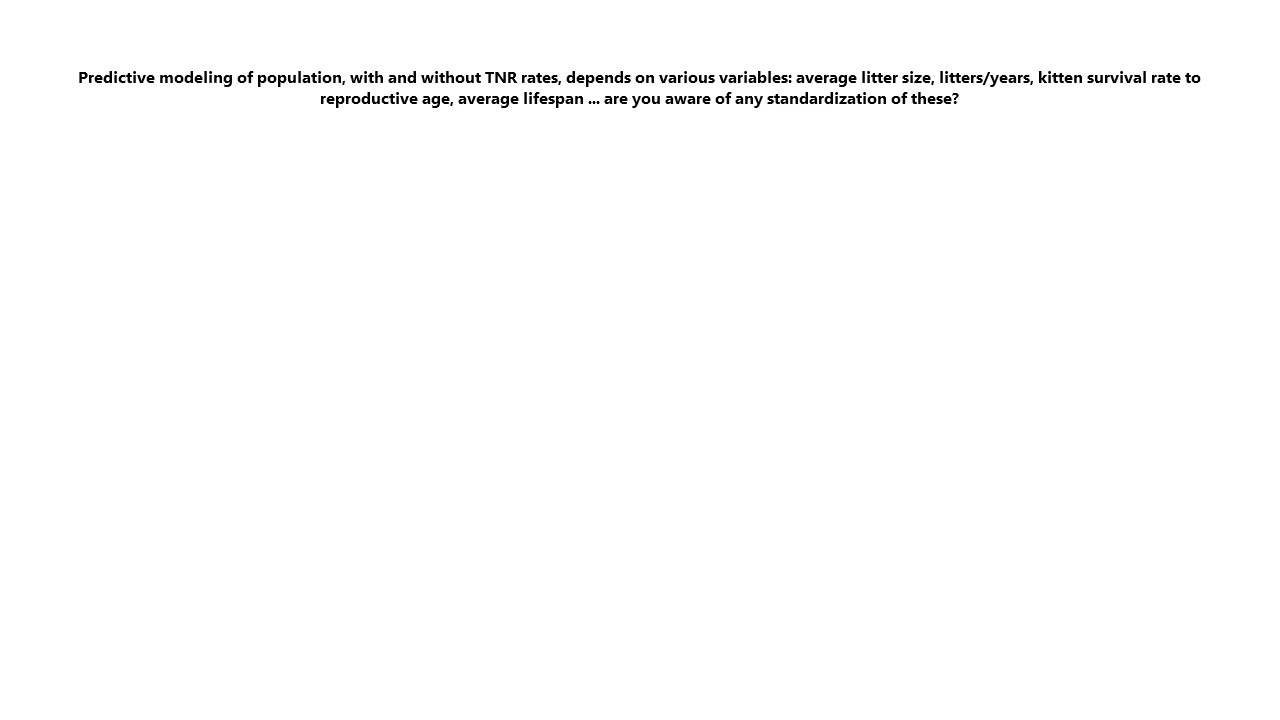 Predictive modeling of population, with and without TNR rates, depends on various variables: average litter size, litters/years, kitten survival rate to
reproductive age, average lifespan ... are you aware of any standardization of these?